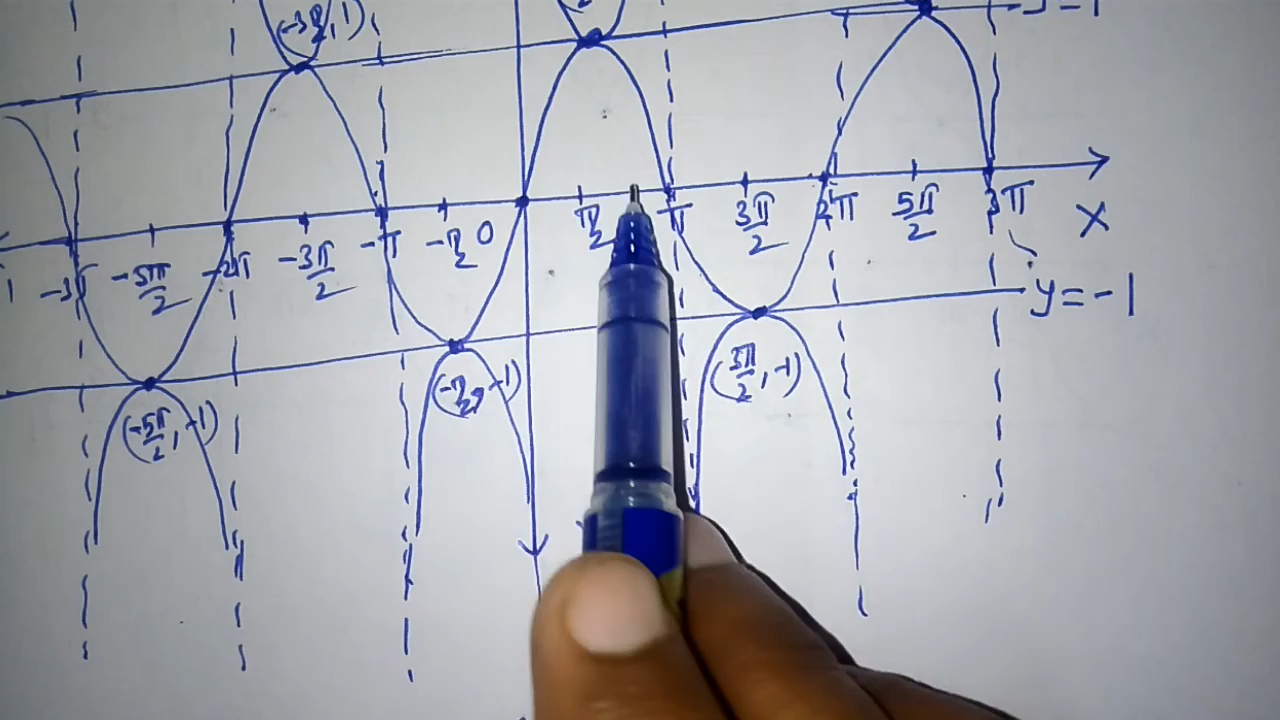 (-3π/2, 1)
y=1
-3π -5π/2 -2π -3π/2 -π -π/2 0 π/2 π 3π/2 2π 5π/2 3π X
y=-1
(-5π/2, -1) (-π/2, -1) (3π/2, -1)